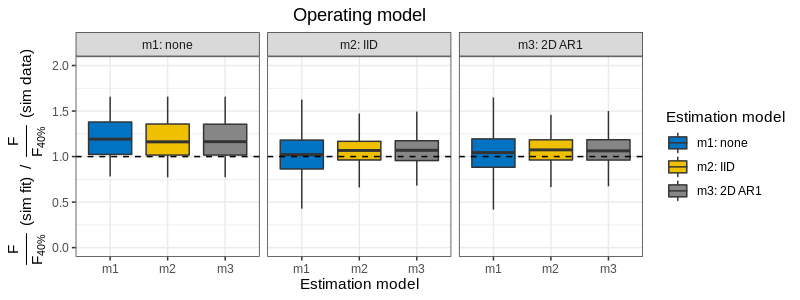 Operating model
m1: none
m2: IID
m3: 2D AR1
F
F40%
(sim fit) /
F
F40%
(sim data)
2.0
1.5
1.0
0.5
0.0
m1 m2 m3
m1 m2 m3
m1 m2 m3
Estimation model
Estimation model
m1: none
m2: IID
m3: 2D AR1